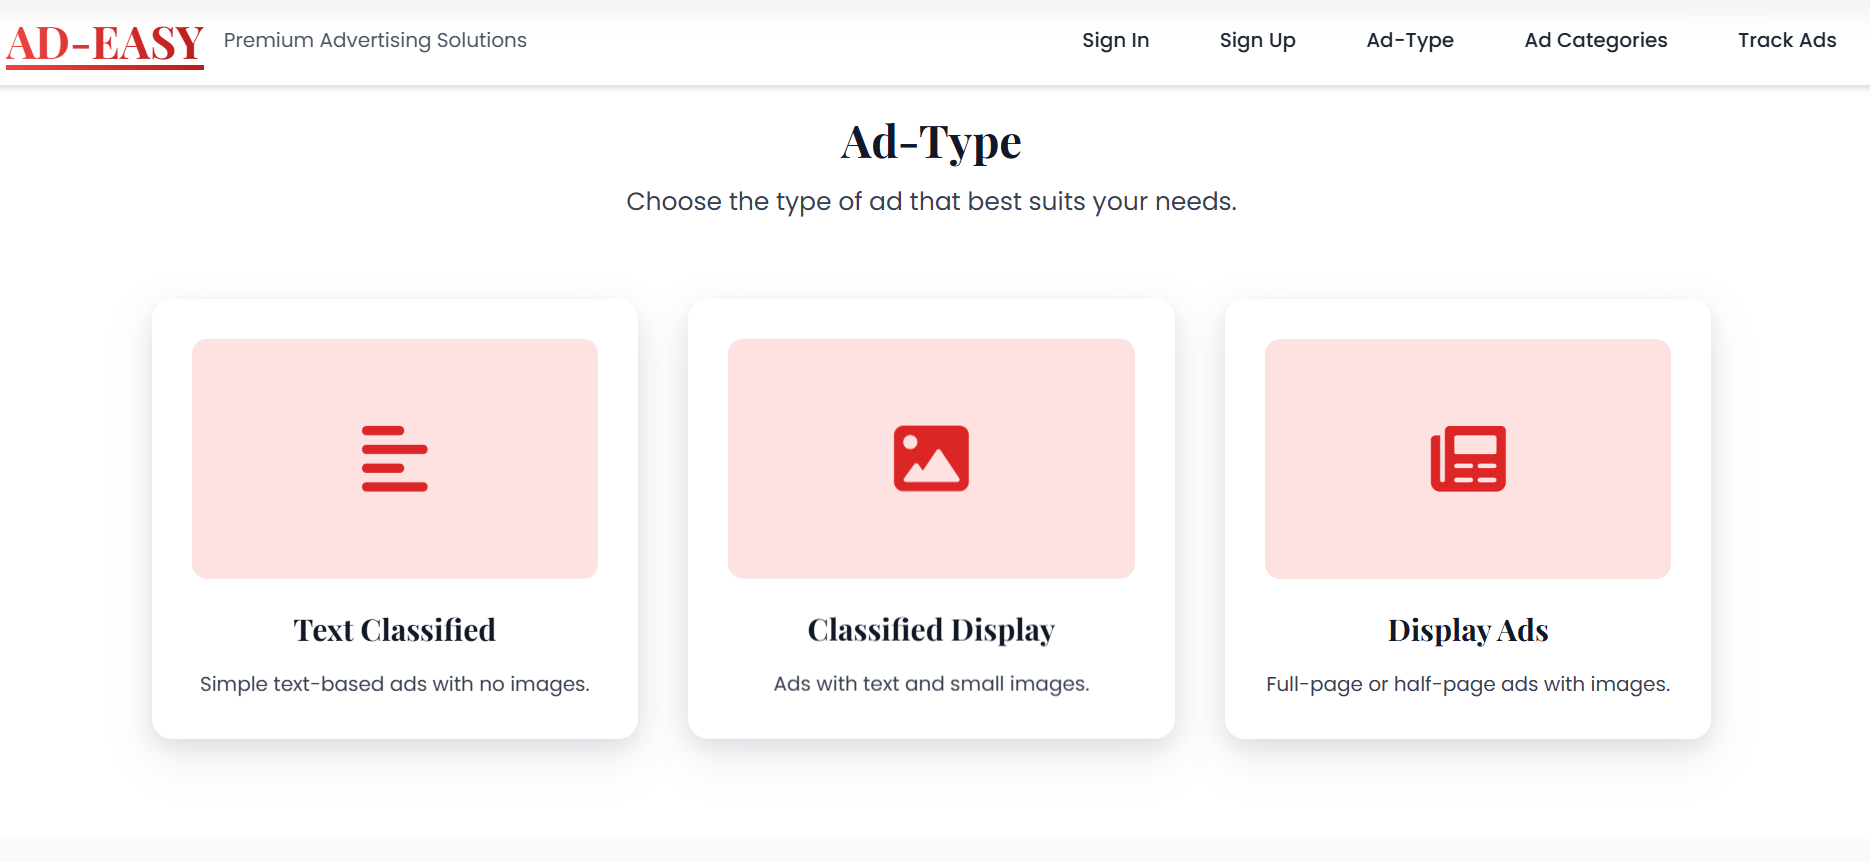 AD-EASY
Premium Advertising Solutions
Sign In
Sign Up
Ad-Type
Ad Categories
Track Ads
Ad-Type
Choose the type of ad that best suits your needs.
Text Classified
Simple text-based ads with no images.
Classified Display
Ads with text and small images.
Display Ads
Full-page or half-page ads with images.